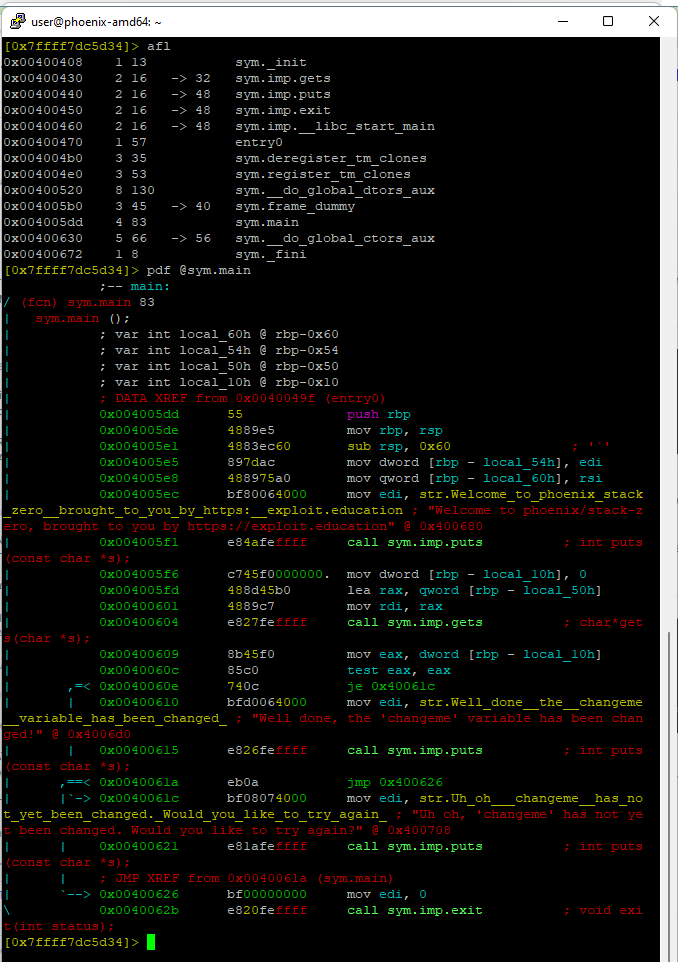 user@phoenix-amd64: ~
[0x7ffff7dc5d34]> afl
0x00400408    1 13           sym._init
0x00400430    2 16   -> 32   sym.imp.gets
0x00400440    2 16   -> 48   sym.imp.puts
0x00400450    2 16   -> 48   sym.imp.exit
0x00400460    2 16   -> 48   sym.imp.__libc_start_main
0x00400470    1 57           entry0
0x004004b0    3 35           sym.deregister_tm_clones
0x004004e0    3 53           sym.register_tm_clones
0x00400520    8 130          sym.__do_global_dtors_aux
0x004005b0    3 45   -> 40   sym.frame_dummy
0x004005dd    4 83           sym.main
0x00400630    5 66   -> 56   sym.__do_global_ctors_aux
0x00400672    1 8            sym._fini
[0x7ffff7dc5d34]> pdf @sym.main
            ;-- main:
/ (fcn) sym.main 83
|   sym.main ();
|           ; var int local_60h @ rbp-0x60
|           ; var int local_54h @ rbp-0x54
|           ; var int local_50h @ rbp-0x50
|           ; var int local_10h @ rbp-0x10
|           ; DATA XREF from 0x0040049f (entry0)
|           0x004005dd      55             push rbp
|           0x004005de      4889e5         mov rbp, rsp
|           0x004005e1      4883ec60       sub rsp, 0x60               ; '`'
|           0x004005e5      897dac         mov dword [rbp - local_54h], edi
|           0x004005e8      488975a0       mov qword [rbp - local_60h], rsi
|           0x004005ec      bf80064000     mov edi, str.Welcome_to_phoenix_stack
_zero__brought_to_you_by_https:__exploit.education ; "Welcome to phoenix/stack-z
ero, brought to you by https://exploit.education" @ 0x400680
|           0x004005f1      e84afeffff     call sym.imp.puts          ; int puts
(const char *s);
|           0x004005f6      c745f0000000.  mov dword [rbp - local_10h], 0
|           0x004005fd      488d45b0       lea rax, qword [rbp - local_50h]
|           0x00400601      4889c7         mov rdi, rax
|           0x00400604      e827feffff     call sym.imp.gets          ; char*get
s(char *s);
|           0x00400609      8b45f0         mov eax, dword [rbp - local_10h]
|           0x0040060c      85c0           test eax, eax
|       ,=< 0x0040060e      740c           je 0x40061c
|       |   0x00400610      bfd0064000     mov edi, str.Well_done__the__changeme
__variable_has_been_changed_ ; "Well done, the 'changeme' variable has been chan
ged!" @ 0x4006d0
|       |   0x00400615      e826feffff     call sym.imp.puts          ; int puts
(const char *s);
|      ,==< 0x0040061a      eb0a           jmp 0x400626
|      |`-> 0x0040061c      bf08074000     mov edi, str.Uh_oh___changeme__has_no
t_yet_been_changed._Would_you_like_to_try_again_ ; "Uh oh, 'changeme' has not ye
t been changed. Would you like to try again?" @ 0x400708
|      |    0x00400621      e81afeffff     call sym.imp.puts          ; int puts
(const char *s);
|      |    ; JMP XREF from 0x0040061a (sym.main)
|      `--> 0x00400626      bf00000000     mov edi, 0
\           0x0040062b      e820feffff     call sym.imp.exit          ; void exi
t(int status);
[0x7ffff7dc5d34]>